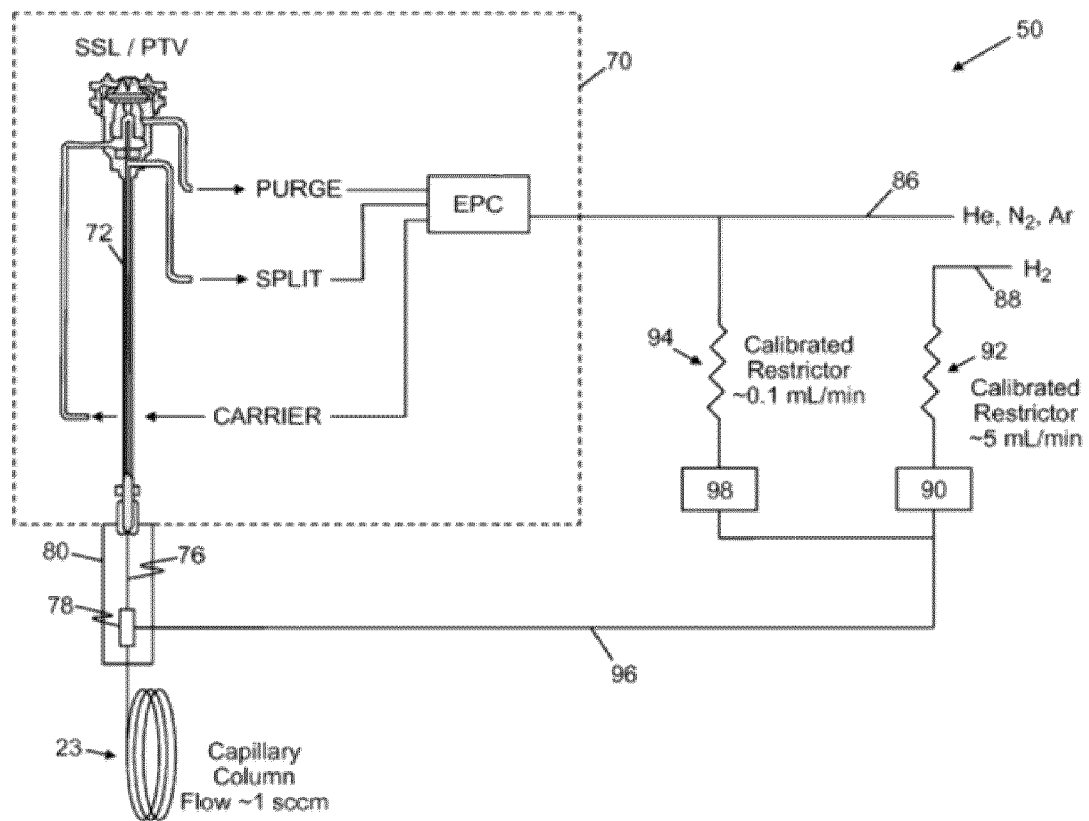 SSL / PTV
50
70
PURGE
EPC
86
He, N₂, Ar
72
SPLIT
H₂
88
94
Calibrated
Restrictor
~0.1 mL/min
92
Calibrated
Restrictor
~5 mL/min
CARRIER
98
90
80
76
78
96
23
Capillary
Column
Flow ~1 sccm